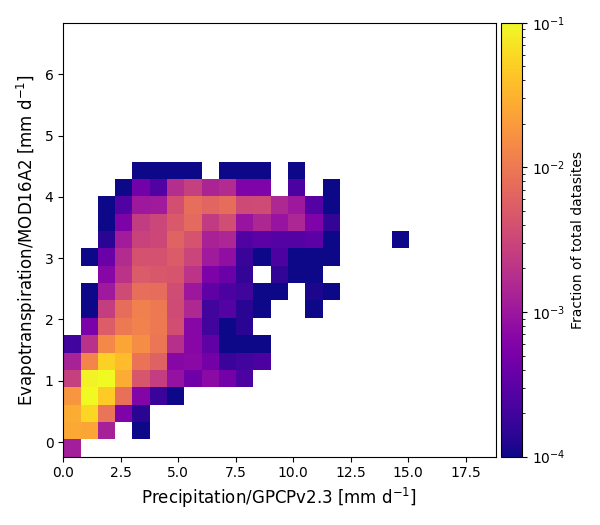 Evapotranspiration/MOD16A2 [mm d⁻¹]
6
5
4
3
2
1
0
0.0 2.5 5.0 7.5 10.0 12.5 15.0 17.5
Precipitation/GPCPv2.3 [mm d⁻¹]
10⁻¹
10⁻²
10⁻³
10⁻⁴
Fraction of total datasites